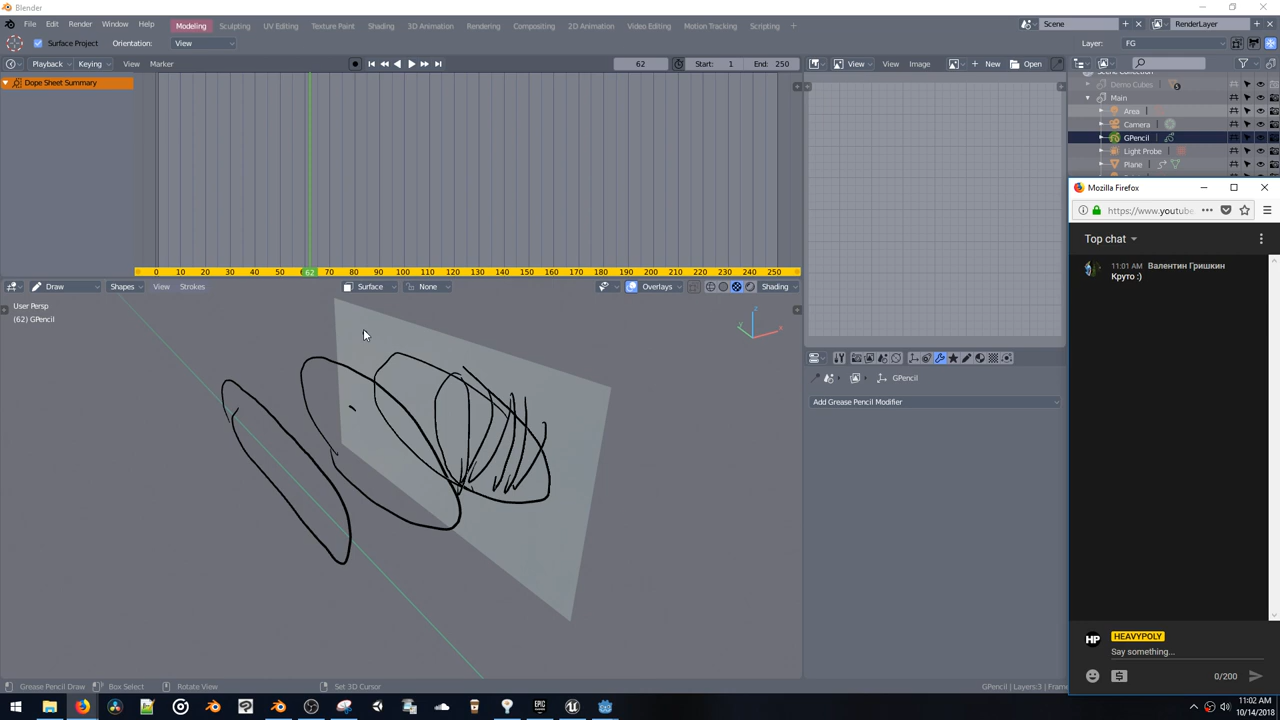 Blender
File Edit Render Window Help Modeling Sculpting UV Editing Texture Paint Shading 3D Animation Rendering Compositing 2D Animation Video Editing Motion Tracking Scripting + Scene RenderLayer
Surface Project Orientation: View Layer: FG
Playback Keying View Marker 62 Start: 1 End: 250 View View Image New Open
Scene Collection
Dope Sheet Summary
Demo Cubes
Main
Area
Camera
GPencil
Light Probe
Plane
0 10 20 30 40 50 62 70 80 90 100 110 120 130 140 150 160 170 180 190 200 210 220 230 240 250
Draw Shapes View Strokes Surface None Overlays Shading
User Persp
(62) GPencil
z
y
x
GPencil
Add Grease Pencil Modifier
Mozilla Firefox
https://www.youtube
Top chat
11:01 AM Валентин Гришкин
Круто :)
HP HEAVYPOLY
Say something...
0/200
Grease Pencil Draw Box Select Rotate View Set 3D Cursor GPencil | Layers:3 | Frame
EPIC GAMES
11:02 AM
10/14/2018